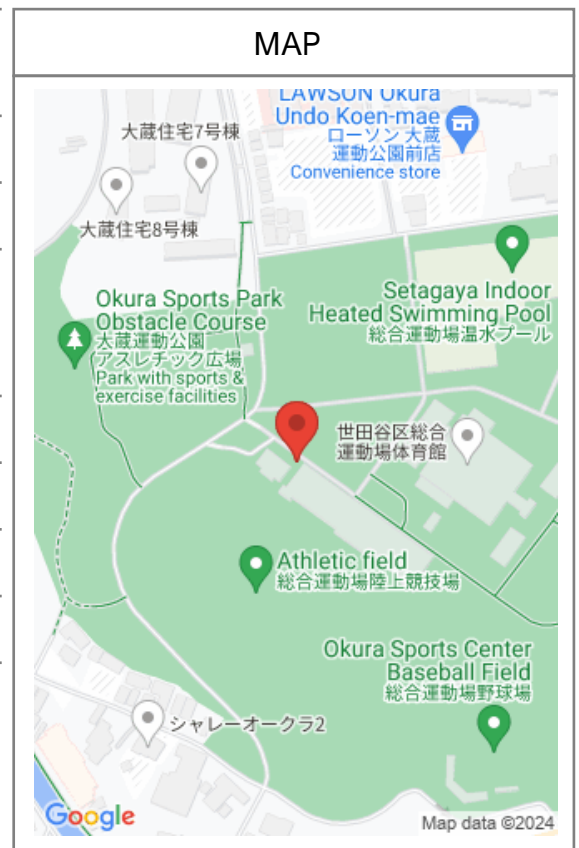 MAP
LAWSON Okura
Undo Koen-mae
ローソン 大蔵
運動公園前店
Convenience store
大蔵住宅7号棟
大蔵住宅8号棟
Setagaya Indoor
Heated Swimming Pool
総合運動場温水プール
Okura Sports Park
Obstacle Course
大蔵運動公園
アスレチック広場
Park with sports &
exercise facilities
世田谷区総合
運動場体育館
Athletic field
総合運動場陸上競技場
Okura Sports Center
Baseball Field
総合運動場野球場
シャレーオークラ2
Google
Map data ©2024